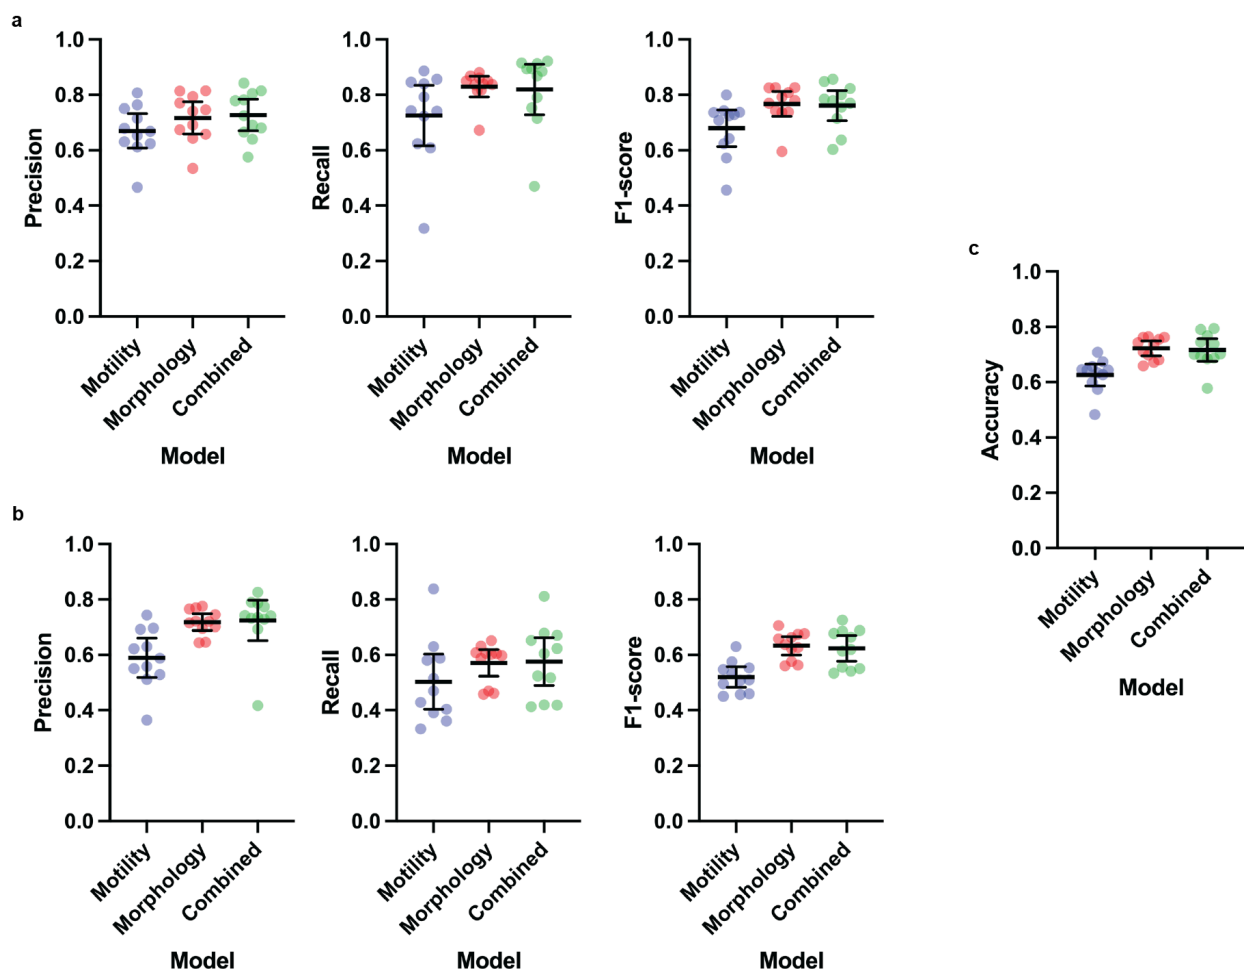 a
1.0
0.8
0.6
0.4
0.2
0.0
Precision
Motility
Morphology
Combined
Model
1.0
0.8
0.6
0.4
0.2
0.0
Recall
Motility
Morphology
Combined
Model
1.0
0.8
0.6
0.4
0.2
0.0
F1-score
Motility
Morphology
Combined
Model
c
1.0
0.8
0.6
0.4
0.2
0.0
Accuracy
Motility
Morphology
Combined
Model
b
1.0
0.8
0.6
0.4
0.2
0.0
Precision
Motility
Morphology
Combined
Model
1.0
0.8
0.6
0.4
0.2
0.0
Recall
Motility
Morphology
Combined
Model
1.0
0.8
0.6
0.4
0.2
0.0
F1-score
Motility
Morphology
Combined
Model